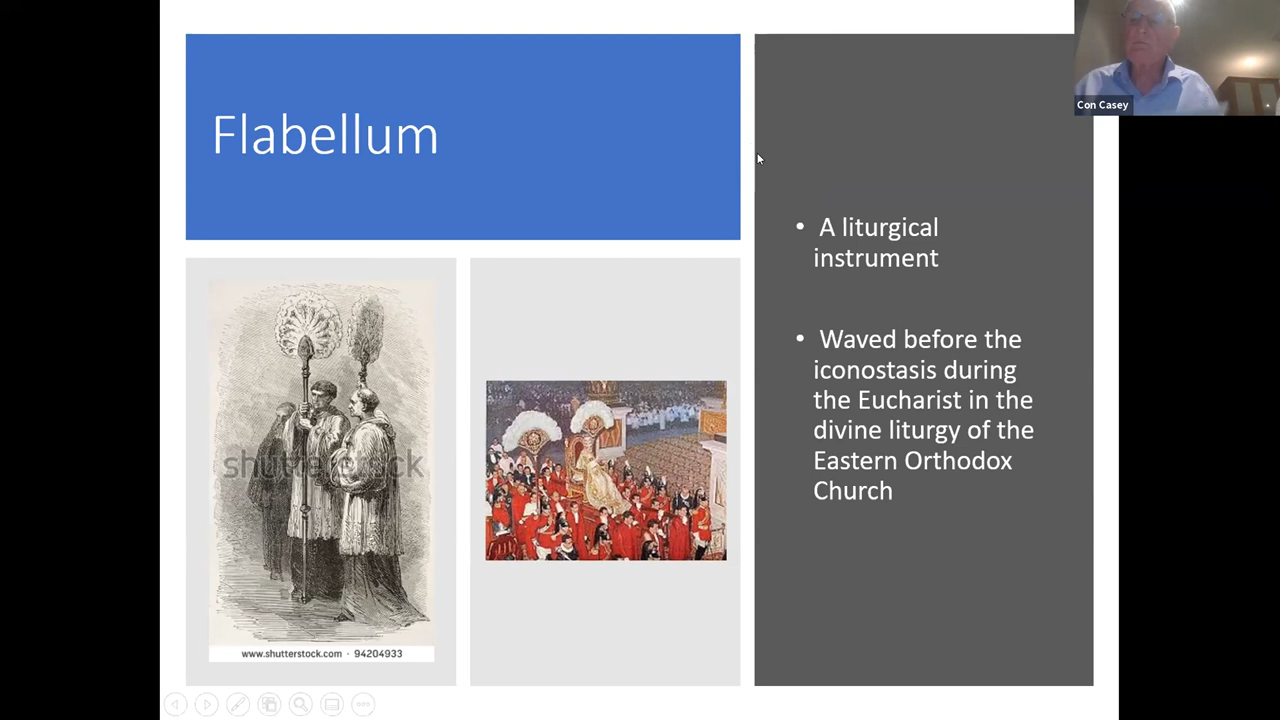 Flabellum
• A liturgical
instrument
• Waved before the
iconostasis during
the Eucharist in the
divine liturgy of the
Eastern Orthodox
Church
shutterstock
www.shutterstock.com · 94204933
Con Casey